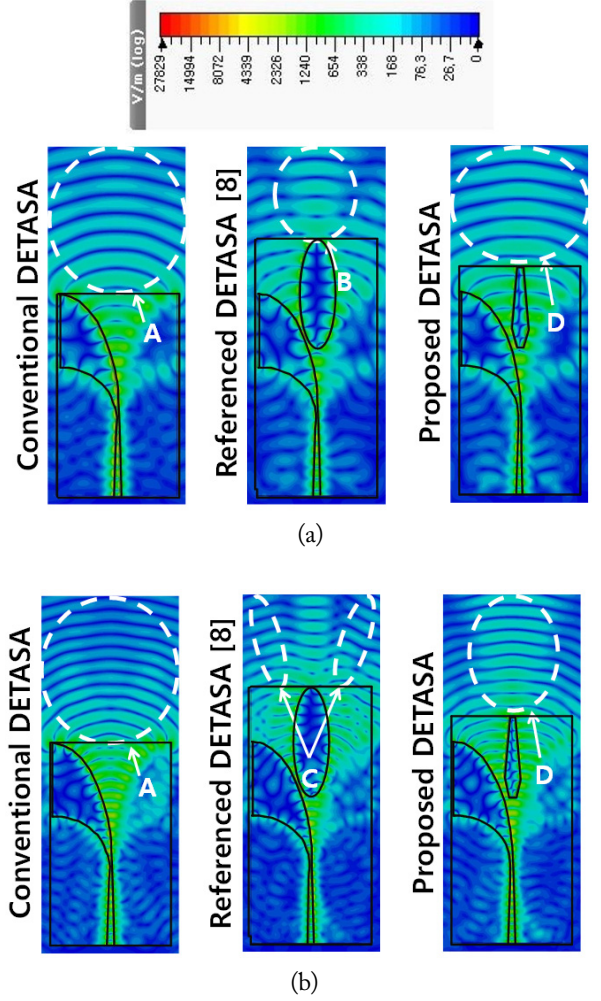 V/m (log)
27829
14994
8072
4339
2326
1240
654
338
168
76,3
26,7
0
Conventional DETASA
A
Referenced DETASA [8]
B
Proposed DETASA
D
(a)
Conventional DETASA
A
Referenced DETASA [8]
C
Proposed DETASA
D
(b)